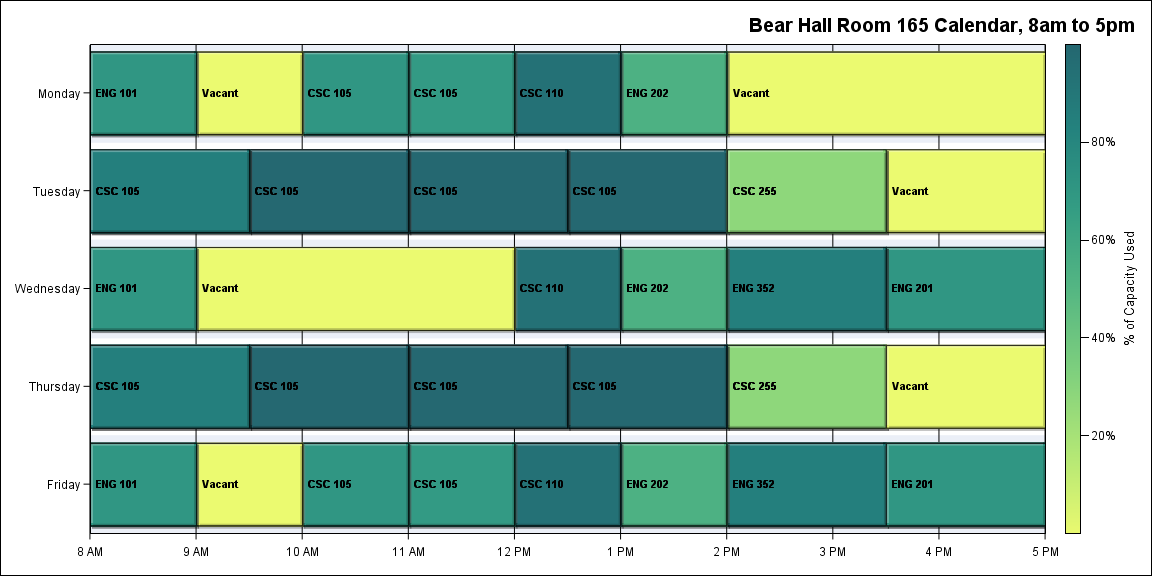 Bear Hall Room 165 Calendar, 8am to 5pm
Monday
ENG 101
Vacant
CSC 105
CSC 105
CSC 110
ENG 202
Vacant
Tuesday
CSC 105
CSC 105
CSC 105
CSC 105
CSC 255
Vacant
Wednesday
ENG 101
Vacant
CSC 110
ENG 202
ENG 352
ENG 201
Thursday
CSC 105
CSC 105
CSC 105
CSC 105
CSC 255
Vacant
Friday
ENG 101
Vacant
CSC 105
CSC 105
CSC 110
ENG 202
ENG 352
ENG 201
8 AM
9 AM
10 AM
11 AM
12 PM
1 PM
2 PM
3 PM
4 PM
5 PM
80%
60%
40%
20%
% of Capacity Used